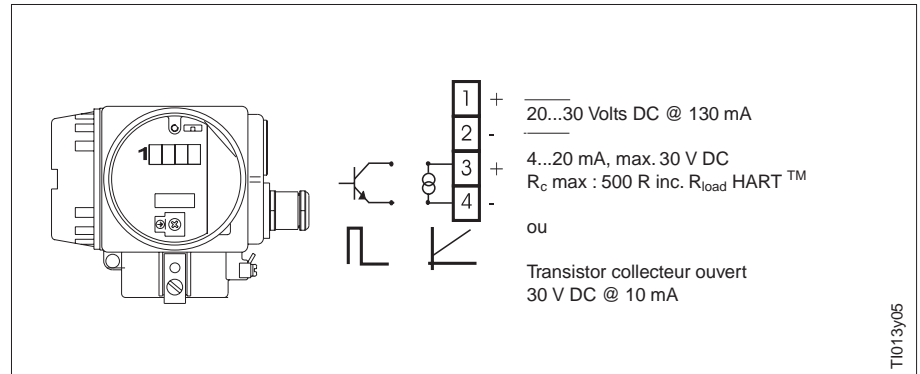 1
1 +
20...30 Volts DC @ 130 mA
2 -
3 +
4...20 mA, max. 30 V DC
Rc max : 500 R inc. Rload HART TM
4 -
ou
Transistor collecteur ouvert
30 V DC @ 10 mA
TI013y05